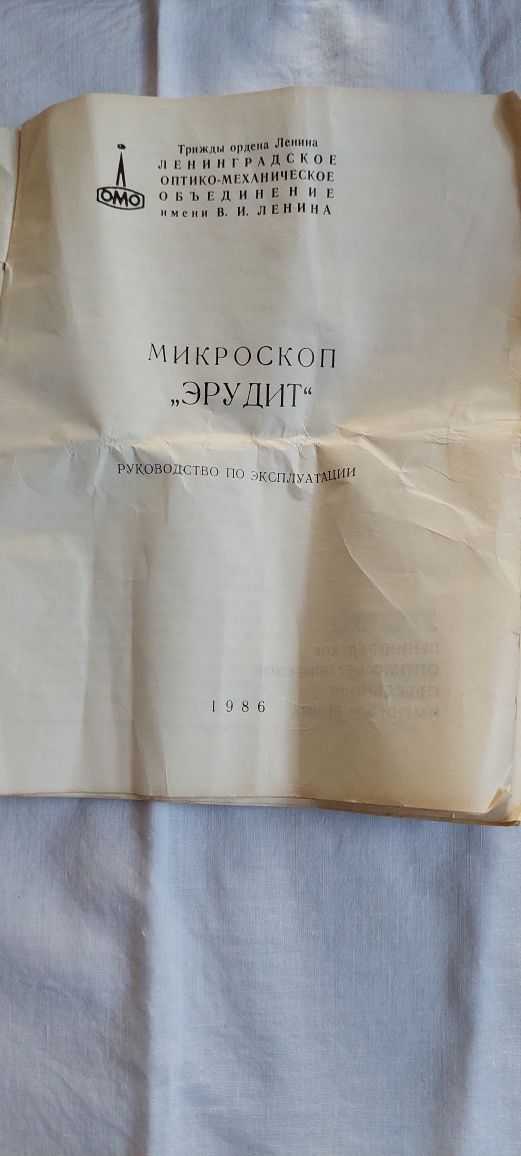 Трижды ордена Ленина
ЛЕНИНГРАДСКОЕ
ОПТИКО-МЕХАНИЧЕСКОЕ
ОБЪЕДИНЕНИЕ
имени В. И. ЛЕНИНА
ОМО
МИКРОСКОП
„ЭРУДИТ“
РУКОВОДСТВО ПО ЭКСПЛУАТАЦИИ
1986